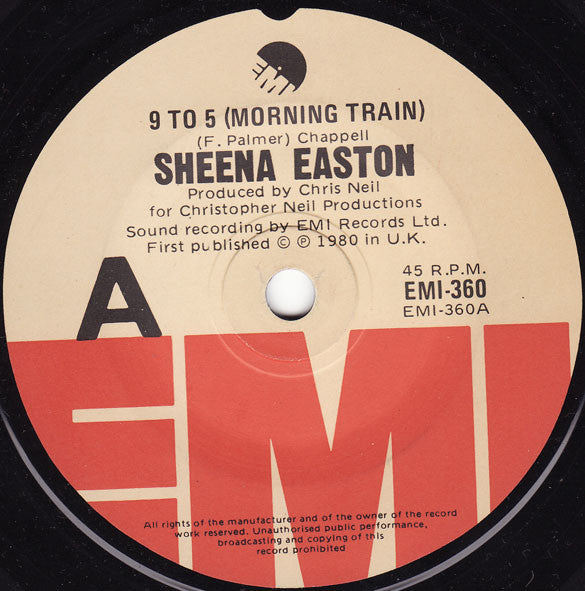 EMI
9 TO 5 (MORNING TRAIN)
(F. Palmer) Chappell
SHEENA EASTON
Produced by Chris Neil
for Christopher Neil Productions
Sound recording by EMI Records Ltd.
First published © ℗ 1980 in U.K.
A
45 R.P.M.
EMI-360
EMI-360A
EMI
All rights of the manufacturer and of the owner of the record
work reserved. Unauthorised public performance,
broadcasting and copying of this
record prohibited